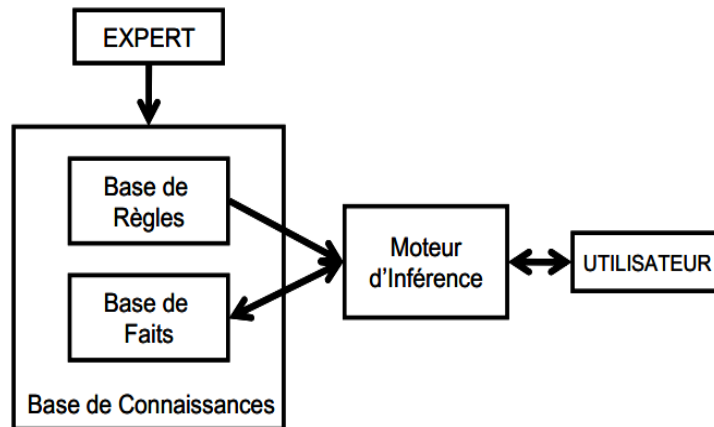 EXPERT
Base de
Règles
Base de
Faits
Base de Connaissances
Moteur
d'Inférence
UTILISATEUR